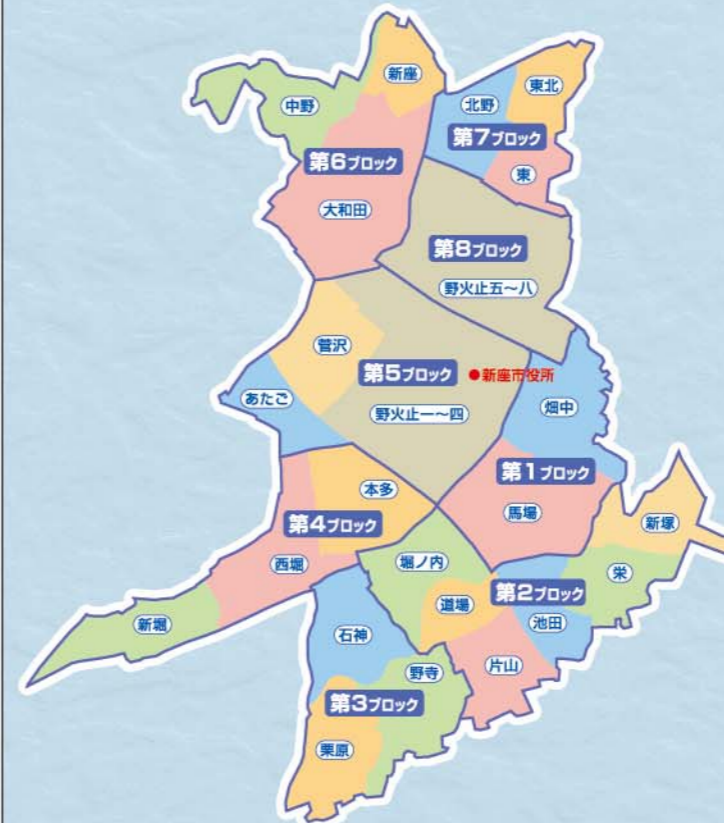 新座
中野
東北
北野
第7ブロック
第6ブロック
東
大和田
第8ブロック
野火止五〜八
菅沢
第5ブロック
●新座市役所
あたご
野火止一〜四
畑中
第1ブロック
本多
馬場
第4ブロック
新塚
西堀
堀ノ内
栄
第2ブロック
道場
池田
新堀
石神
片山
野寺
第3ブロック
栗原